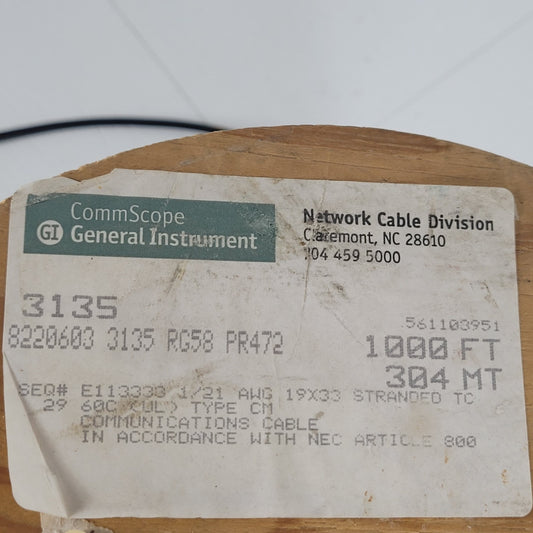 CommScope
GI General Instrument
Network Cable Division
Claremont, NC 28610
704 459 5000
3135
561103951
8220603 3135 RG58 PR472
1000 FT
304 MT
SEQ# E113333 1/21 AWG 19X33 STRANDED TC
29 60C (UL) TYPE CM
COMMUNICATIONS CABLE
IN ACCORDANCE WITH NEC ARTICLE 800